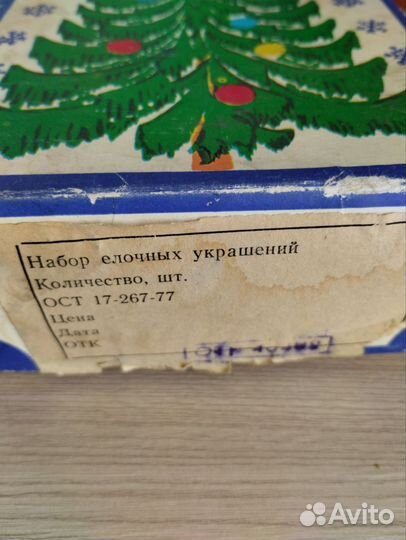 Набор елочных украшений
Количество, шт.
ОСТ 17-267-77
Цена
Дата
ОТК
Avito